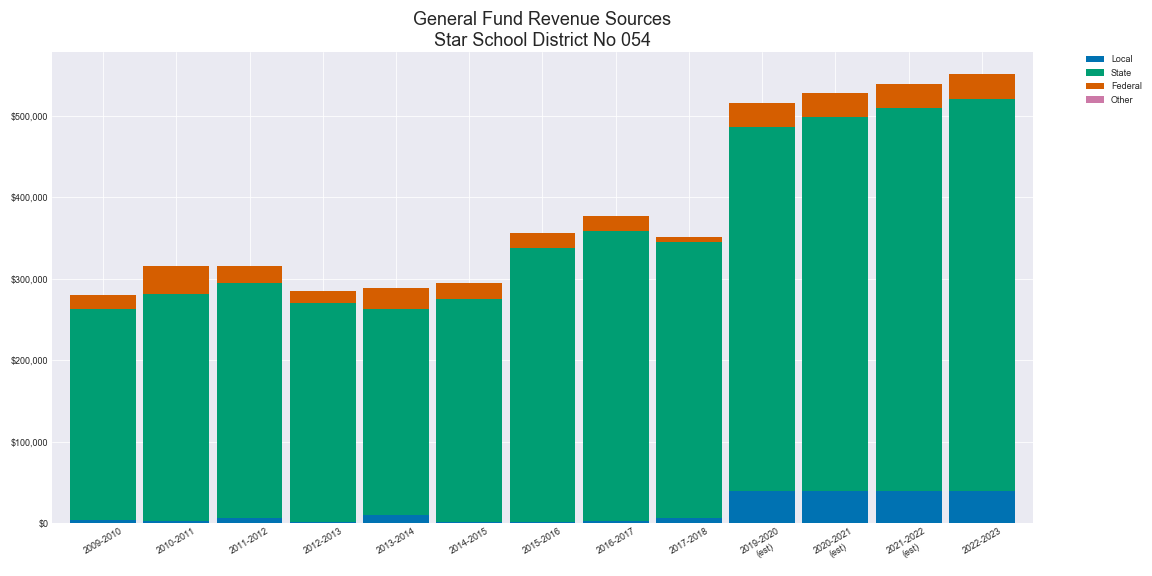 General Fund Revenue Sources
Star School District No 054
Local
State
Federal
Other
$500,000
$400,000
$300,000
$200,000
$100,000
$0
2009-2010
2010-2011
2011-2012
2012-2013
2013-2014
2014-2015
2015-2016
2016-2017
2017-2018
2019-2020
(est)
2020-2021
(est)
2021-2022
(est)
2022-2023